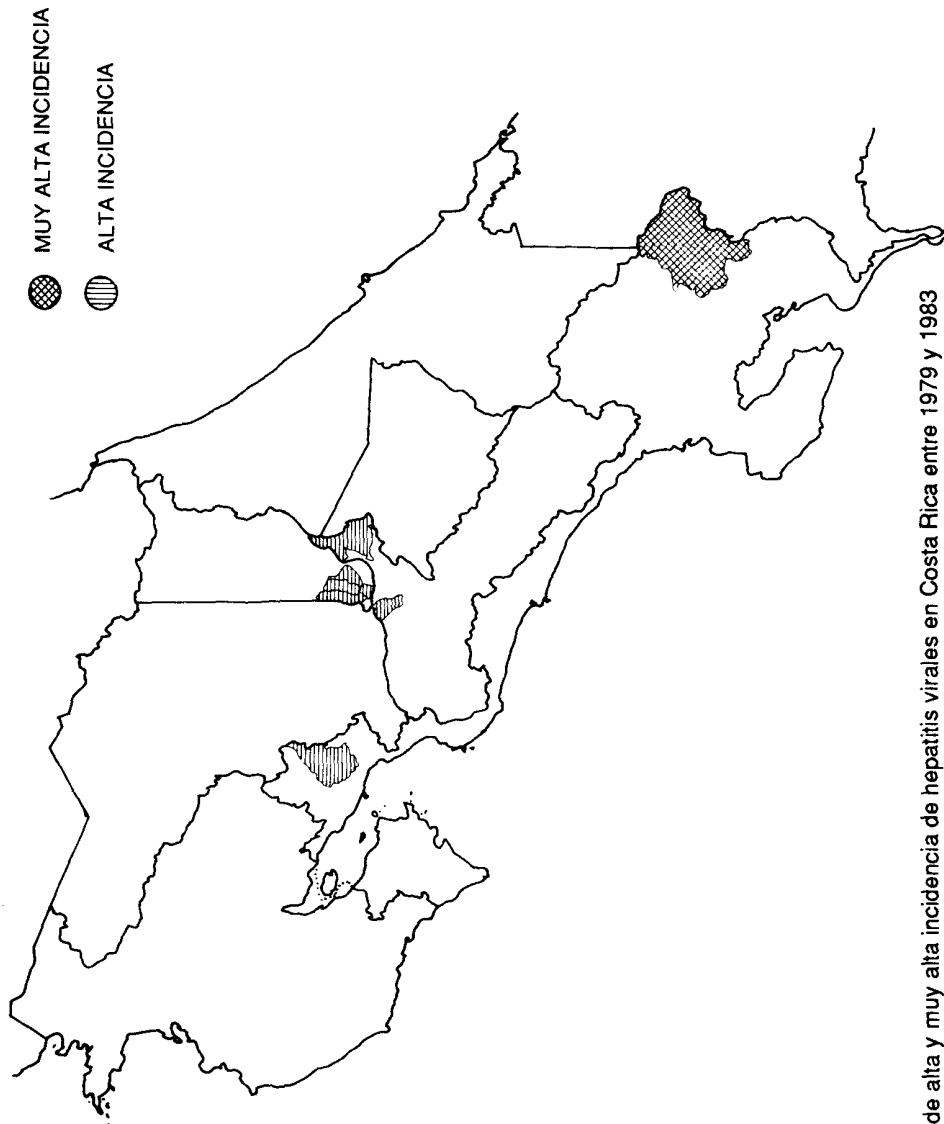 MUY ALTA INCIDENCIA
ALTA INCIDENCIA
de alta y muy alta incidencia de hepatitis virales en Costa Rica entre 1979 y 1983